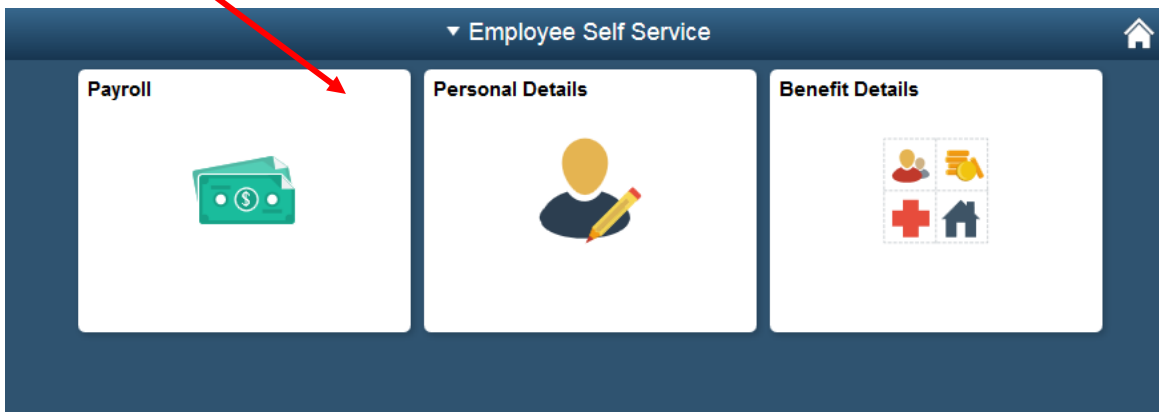 Employee Self Service
Payroll
Personal Details
Benefit Details
$